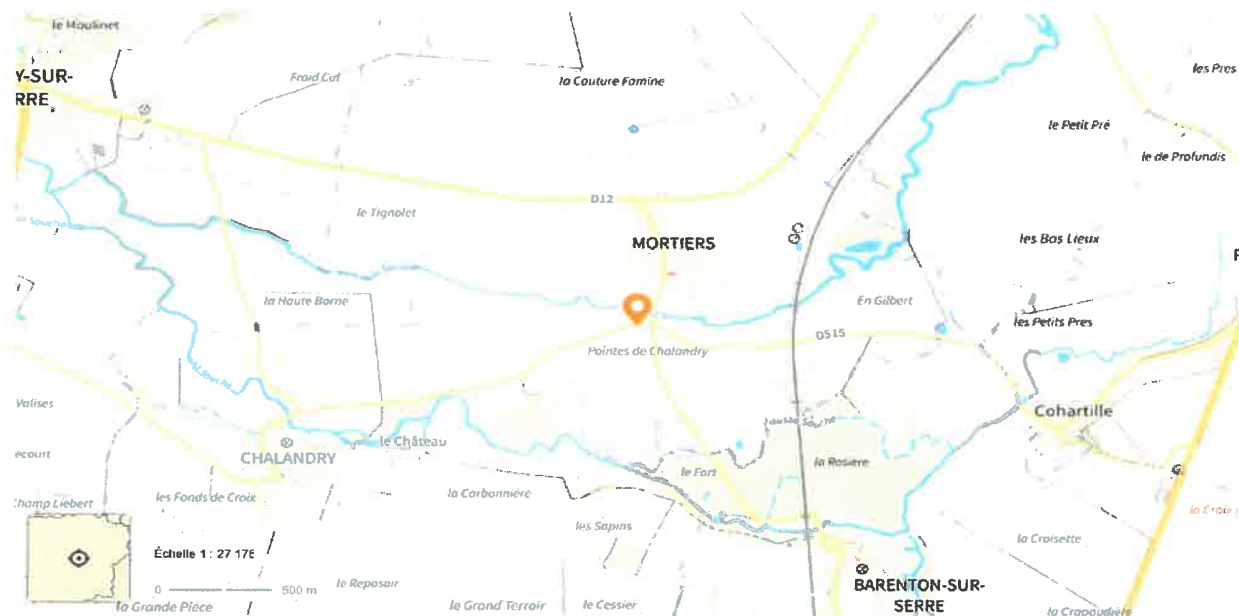 le Moulinet
Y-SUR-
RRE
Froid Cul
la Couture Famine
les Pres
le Petit Pré
le de Profundis
D12
le Tignolet
MORTIERS
les Bas Lieux
la Haute Borne
En Gilbert
les Petits Pres
D515
Pointes de Chalandry
Valises
Cohartille
le Château
CHALANDRY
la Rosière
le Fort
ecourt
Champ Liebert
les Fonds de Croix
la Carbonnière
les Sapins
la Croisette
Échelle 1 : 27 176
0
500 m
le Reposoir
la Grande Pièce
le Grand Terroir
le Cessier
BARENTON-SUR-
SERRE
la Crapaudière